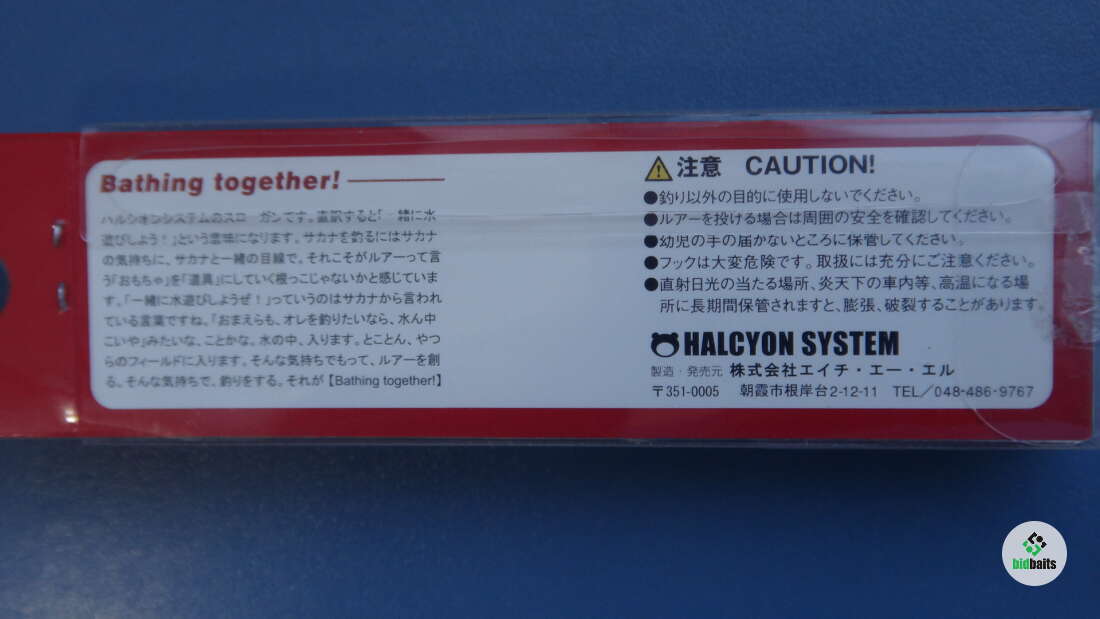 Bathing together!
ハルシオンシステムのスローガンです。直訳すると「一緒に水
遊びしよう！」という意味になります。サカナを釣るにはサカナ
の気持ちに、サカナと一緒の目線で、それこそがルアーって言
う「おもちゃ」を「道具」にしていく根っこじゃないかと感じていま
す。「一緒に水遊びしようぜ！」っていうのはサカナから言われ
ている言葉ですね。「おまえらも、オレを釣りたいなら、水ん中
こいや」みたいな、ことかな。水の中、入ります。とことん、やつ
らのフィールドに入ります。そんな気持ちでもって、ルアーを創
る、そんな気持ちで、釣りをする。それが【Bathing together!】
注意 CAUTION!
●釣り以外の目的に使用しないでください。
●ルアーを投げる場合は周囲の安全を確認してください。
●幼児の手の届かないところに保管してください。
●フックは大変危険です。取扱には充分にご注意ください。
●直射日光の当たる場所、炎天下の車内等、高温になる場
所に長期間保管されますと、膨張、破裂することがあります。
HALCYON SYSTEM
製造・発売元 株式会社エイチ・エー・エル
〒351-0005 朝霞市根岸台2-12-11 TEL／048-486-9767
bidbaits